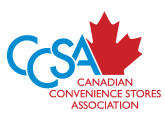 CCSA
CANADIAN
CONVENIENCE STORES
ASSOCIATION